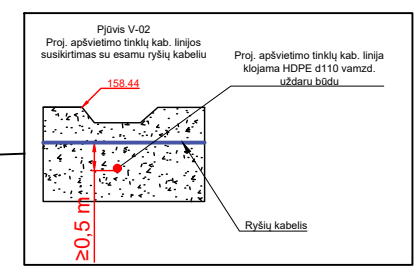 Pjūvis V-02
Proj. apšvietimo tinklų kab. linijos
susikirtimas su esamu ryšių kabeliu
Proj. apšvietimo tinklų kab. linija
klojama HDPE d110 vamzd.
uždaru būdu
158.44
≥0,5 m
Ryšių kabelis